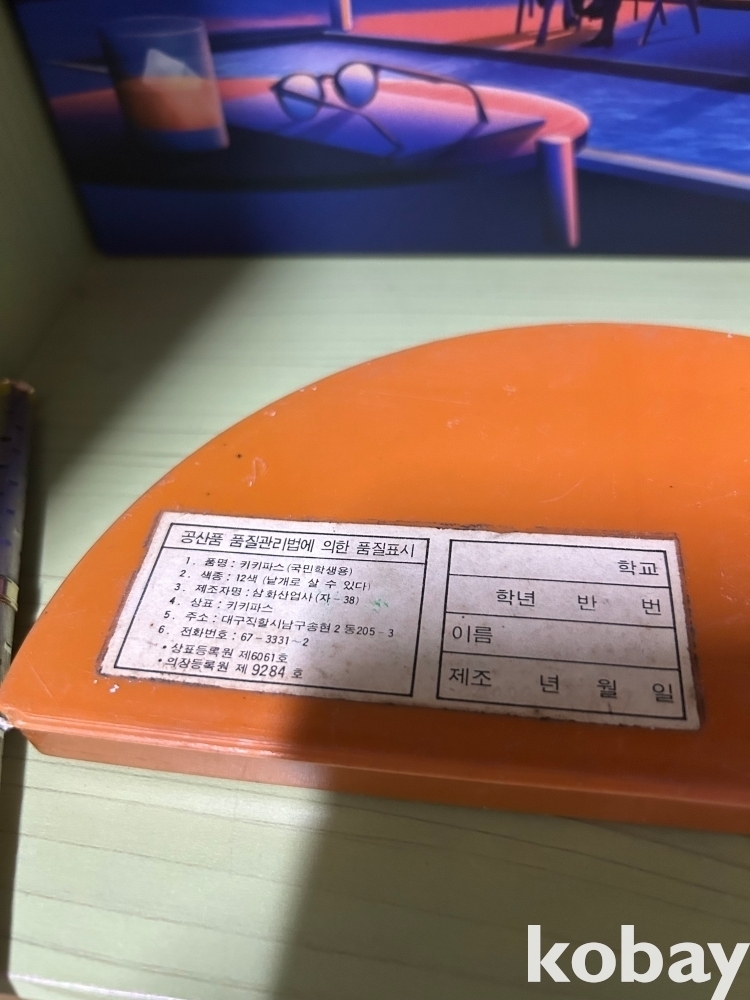 공산품 품질관리법에 의한 품질표시
1. 품명 : 키키파스 (국민학생용)
2. 색종 : 12색 (낱개로 살 수 있다)
3. 제조자명 : 삼화산업사 (자-38)
4. 상표 : 키키파스
5. 주소 : 대구직할시남구송현2동205-3
6. 전화번호 : 67-3331~2
• 상표등록원 제6061호
• 의장등록원 제 9284 호
학교
학년 반 번
이름
제조 년 월 일
kobay